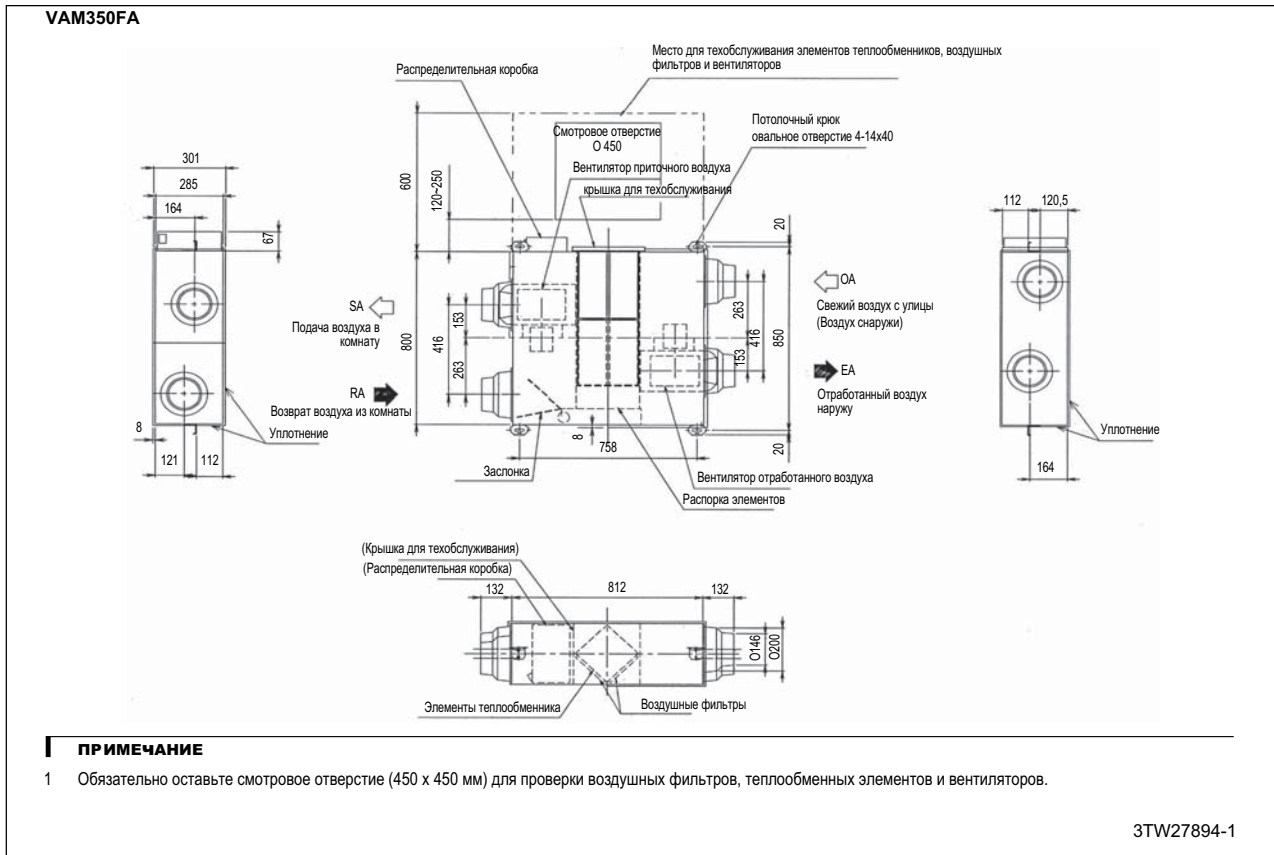 VAM350FA
Место для техобслуживания элементов теплообменников, воздушных
фильтров и вентиляторов
Распределительная коробка
Потолочный крюк
овальное отверстие 4-14x40
Смотровое отверстие
O 450
Вентилятор приточного воздуха
крышка для техобслуживания
301
285
164
67
600
120~250
20
112
120,5
SA
Подача воздуха в
комнату
RA
Возврат воздуха из комнаты
Уплотнение
8
121
112
800
416
153
263
263
416
153
850
OA
Свежий воздух с улицы
(Воздух снаружи)
EA
Отработанный воздух
наружу
Уплотнение
164
8
758
20
Заслонка
Вентилятор отработанного воздуха
Распорка элементов
(Крышка для техобслуживания)
(Распределительная коробка)
132
812
132
O146
O200
Элементы теплообменника
Воздушные фильтры
ПРИМЕЧАНИЕ
1 Обязательно оставьте смотровое отверстие (450 x 450 мм) для проверки воздушных фильтров, теплообменных элементов и вентиляторов.
3TW27894-1